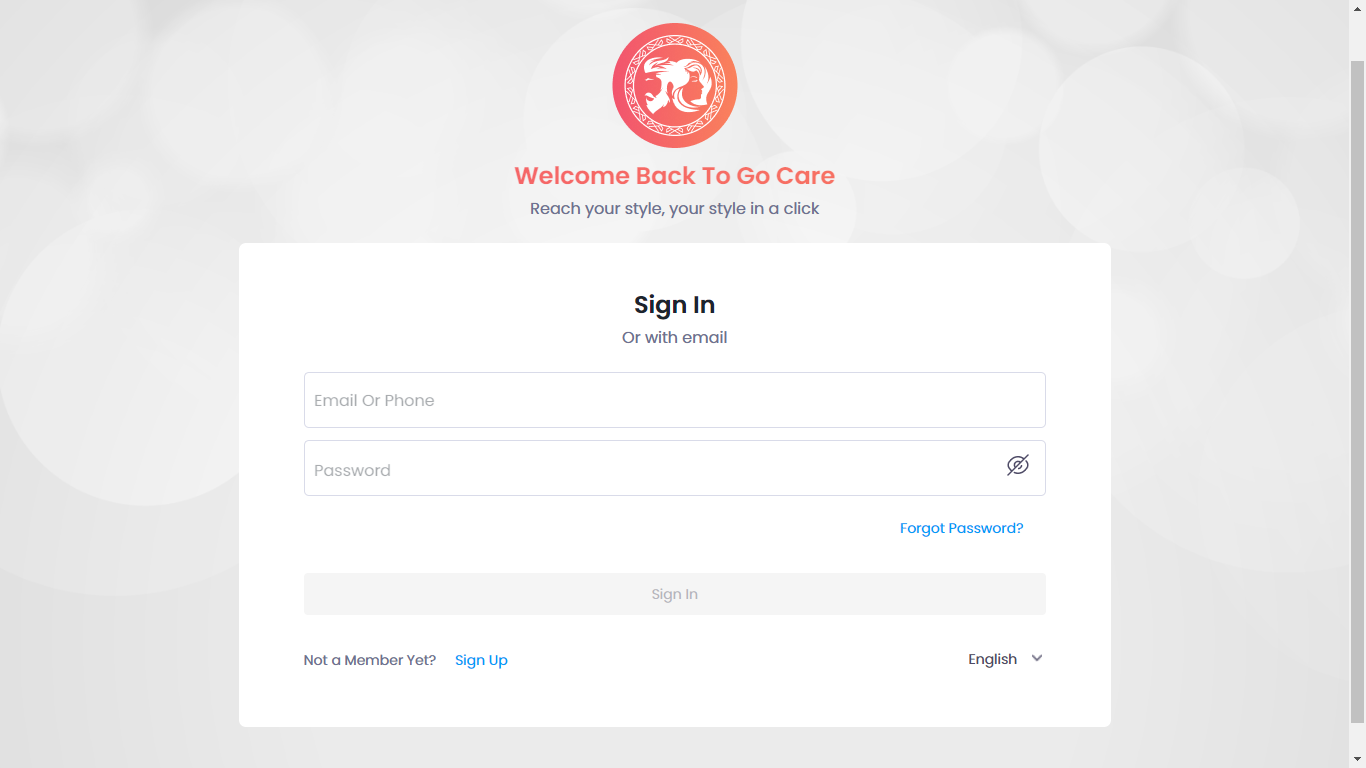 Welcome Back To Go Care
Reach your style, your style in a click
Sign In
Or with email
Email Or Phone
Password
Forgot Password?
Sign In
Not a Member Yet? Sign Up English